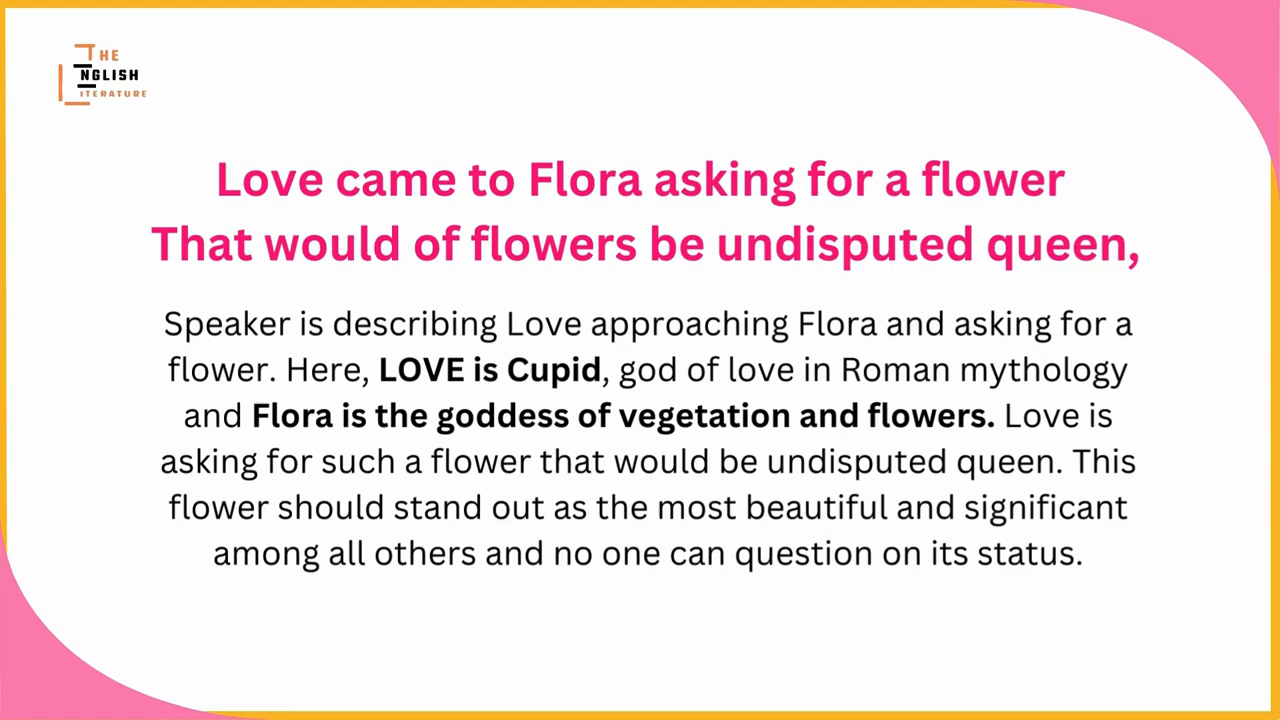 THE
ENGLISH
LITERATURE
Love came to Flora asking for a flower
That would of flowers be undisputed queen,
Speaker is describing Love approaching Flora and asking for a
flower. Here, LOVE is Cupid, god of love in Roman mythology
and Flora is the goddess of vegetation and flowers. Love is
asking for such a flower that would be undisputed queen. This
flower should stand out as the most beautiful and significant
among all others and no one can question on its status.